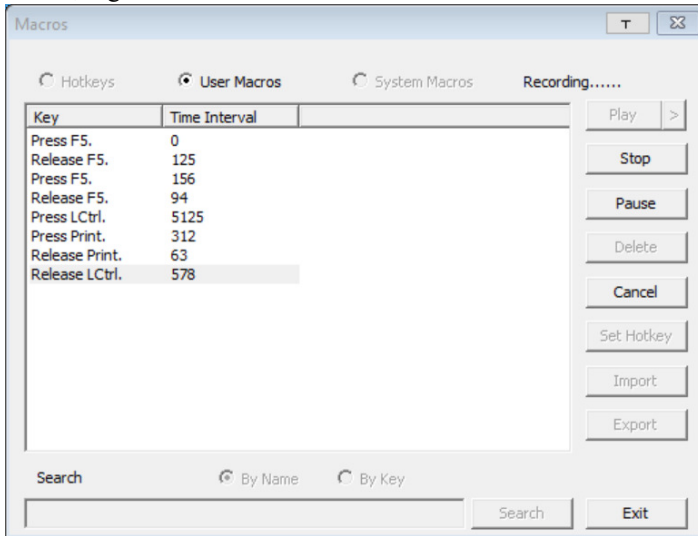 Macros T
Hotkeys User Macros System Macros Recording......
Key Time Interval Play >
Press F5. 0
Release F5. 125 Stop
Press F5. 156
Release F5. 94 Pause
Press LCtrl. 5125
Press Print. 312 Delete
Release Print. 63
Release LCtrl. 578
Cancel
Set Hotkey
Import
Export
Search By Name By Key
Search Exit